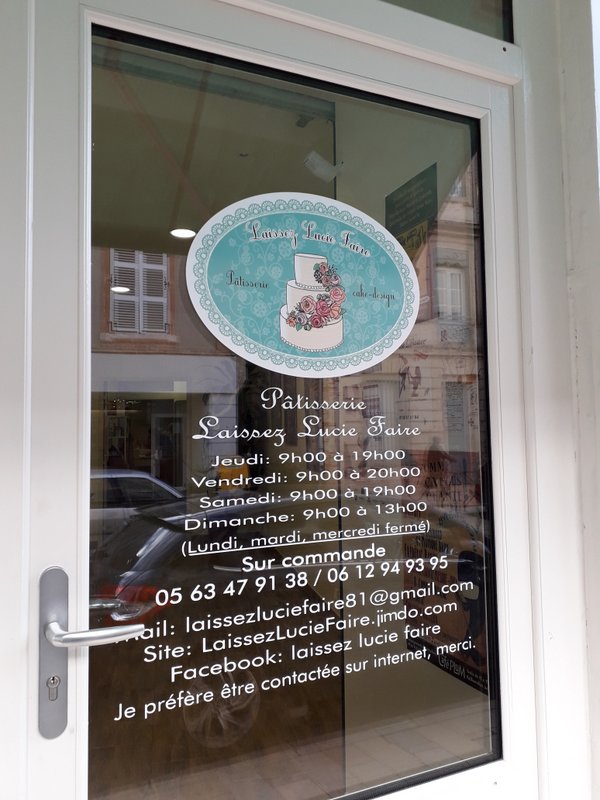 Laissez Lucie Faire
Pâtisserie
cake-design
Pâtisserie
Laissez Lucie Faire
Jeudi: 9h00 à 19h00
Vendredi: 9h00 à 20h00
Samedi: 9h00 à 19h00
Dimanche: 9h00 à 13h00
(Lundi, mardi, mercredi fermé)
Sur commande
05 63 47 91 38 / 06 12 94 93 95
mail: laissezluciefaire81@gmail.com
Site: LaissezLucieFaire.jimdo.com
Facebook: laissez lucie faire
Je préfère être contactée sur internet, merci.